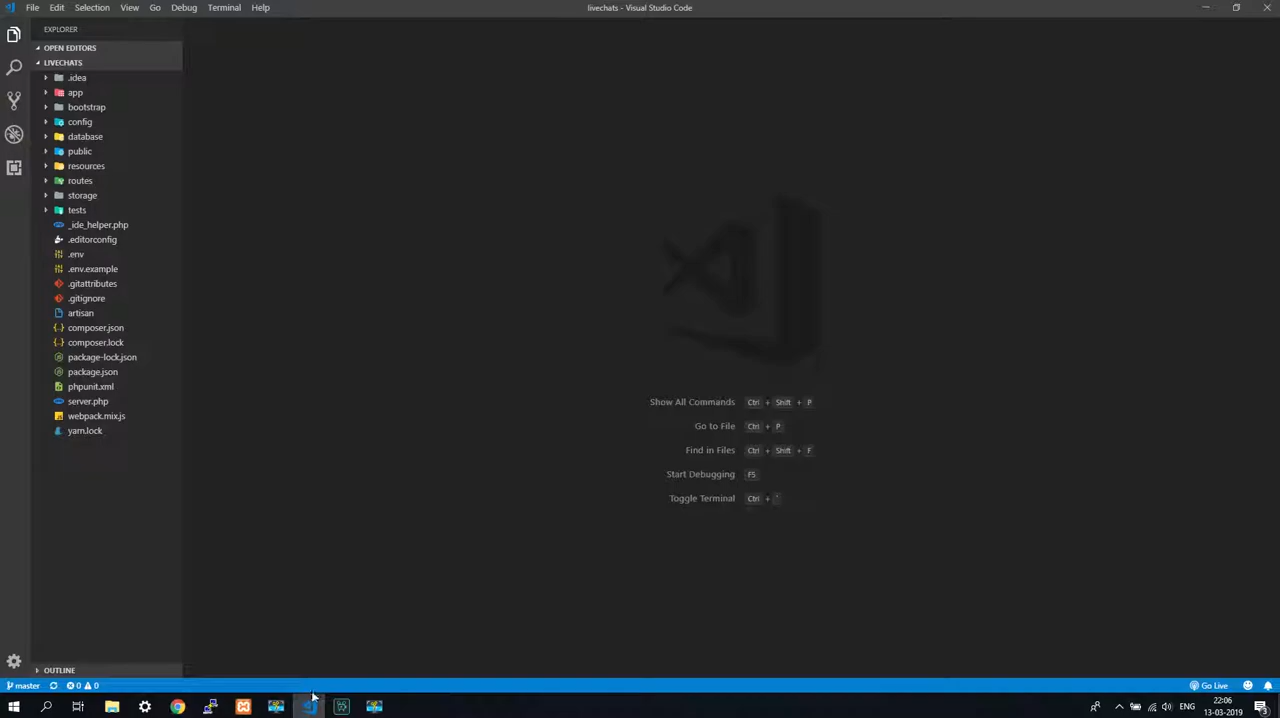 File Edit Selection View Go Debug Terminal Help
livechats - Visual Studio Code
EXPLORER
OPEN EDITORS
LIVECHATS
.idea
app
bootstrap
config
database
public
resources
routes
storage
tests
_ide_helper.php
.editorconfig
.env
.env.example
.gitattributes
.gitignore
artisan
composer.json
composer.lock
package-lock.json
package.json
phpunit.xml
server.php
webpack.mix.js
yarn.lock
Show All Commands Ctrl + Shift + P
Go to File Ctrl + P
Find in Files Ctrl + Shift + F
Start Debugging F5
Toggle Terminal Ctrl + `
OUTLINE
master 0 0 Go Live
ENG 22:06
13-03-2019
3